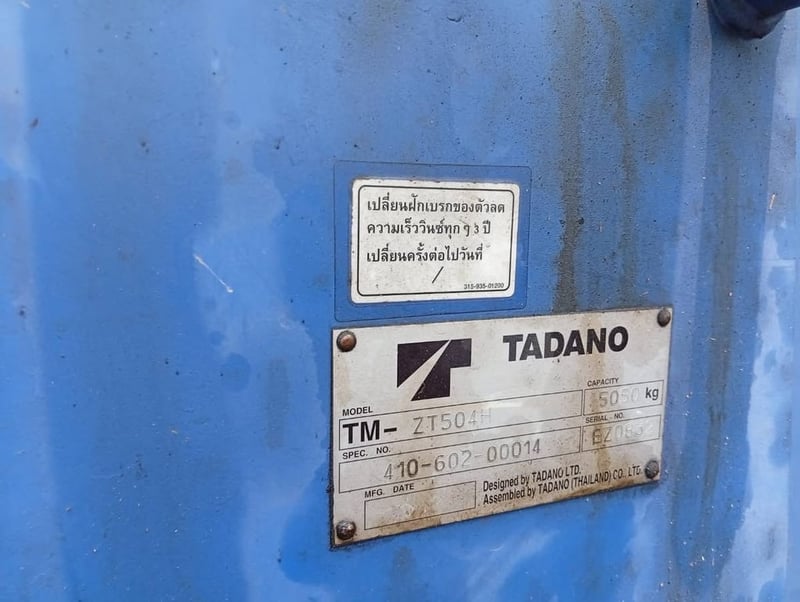 เปลี่ยนฝักเบรกของตัวลด
ความเร็ววินช์ทุก ๆ 3 ปี
เปลี่ยนครั้งต่อไปวันที่
/
315-935-01200
TADANO
MODEL
TM- ZT504H
CAPACITY
5050 kg
SPEC. NO.
410-602-00014
SERIAL NO.
MFG. DATE
Designed by TADANO LTD.
Assembled by TADANO (THAILAND) CO., LTD.